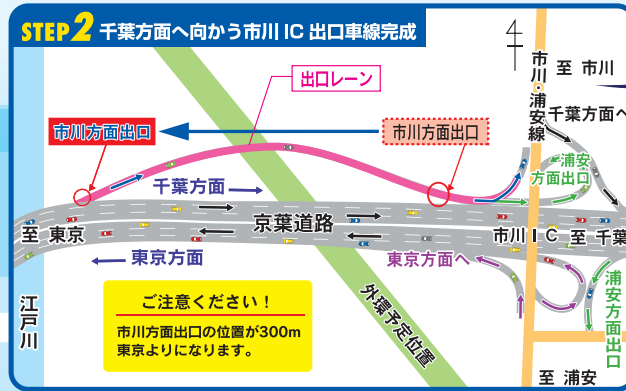 STEP2 千葉方面へ向かう市川IC出口車線完成
出口レーン
市川・浦安線
至 市川
千葉方面へ
市川方面出口
市川方面出口
浦安
方面出口
千葉方面
至 東京
京葉道路
市川IC
至 千葉
東京方面
東京方面へ
江戸川
ご注意ください！
市川方面出口の位置が300m
東京よりになります。
外環予定位置
浦安方面出口
至 浦安